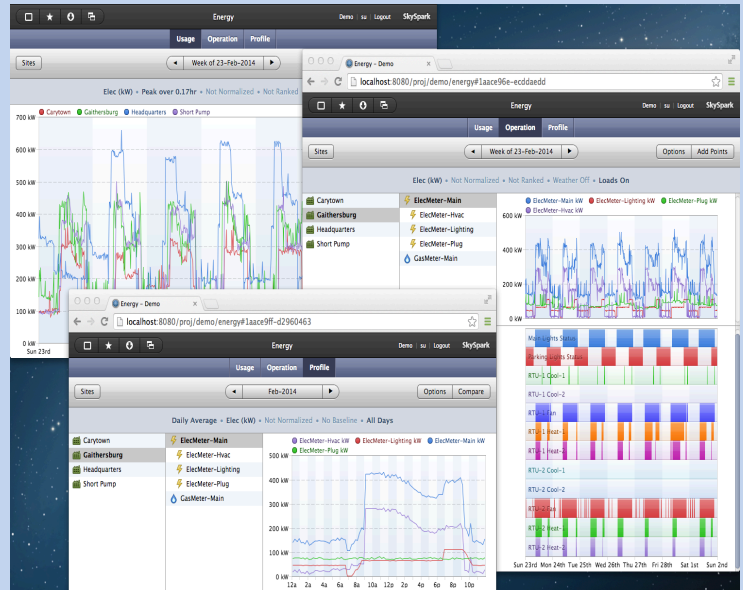 Energy
Demo su Logout SkySpark
Usage Operation Profile
Sites
Week of 23-Feb-2014
Elec (kW) • Peak over 0.17hr • Not Normalized • Not Ranked
Carytown Gaithersburg Headquarters Short Pump
700 kW
600 kW
500 kW
400 kW
300 kW
200 kW
100 kW
0 kW
Sun 23rd
Energy - Demo
localhost:8080/proj/demo/energy#1aace96e-ecddaedd
Energy
Demo su Logout SkySpark
Usage Operation Profile
Sites
Week of 23-Feb-2014
Options Add Points
Elec (kW) • Not Normalized • Not Ranked • Weather Off • Loads On
Carytown
Gaithersburg
Headquarters
Short Pump
ElecMeter-Main
ElecMeter-Hvac
ElecMeter-Lighting
ElecMeter-Plug
GasMeter-Main
ElecMeter-Main kW ElecMeter-Lighting kW ElecMeter-Plug kW
ElecMeter-Hvac kW
600 kW
400 kW
200 kW
0 kW
Main Lights Status
Parking Lights Status
RTU-1 Cool-1
RTU-1 Cool-2
RTU-1 Fan
RTU-1 Heat-1
RTU-1 Heat-2
RTU-2 Cool-1
RTU-2 Cool-2
RTU-2 Fan
RTU-2 Heat-1
RTU-2 Heat-2
Sun 23rd Mon 24th Tue 25th Wed 26th Thu 27th Fri 28th Sat 1st Sun 2nd
Energy - Demo
localhost:8080/proj/demo/energy#1aace9ff-d2960463
Energy
Demo su Logout SkySpark
Usage Operation Profile
Sites
Feb-2014
Options Compare
Daily Average • Elec (kW) • Not Normalized • No Baseline • All Days
Carytown
Gaithersburg
Headquarters
Short Pump
ElecMeter-Main
ElecMeter-Hvac
ElecMeter-Lighting
ElecMeter-Plug
GasMeter-Main
ElecMeter-Hvac kW ElecMeter-Lighting kW ElecMeter-Main kW
ElecMeter-Plug kW
500 kW
400 kW
300 kW
200 kW
100 kW
0 kW
12a 2a 4a 6a 8a 10a 12p 2p 4p 6p 8p 10p